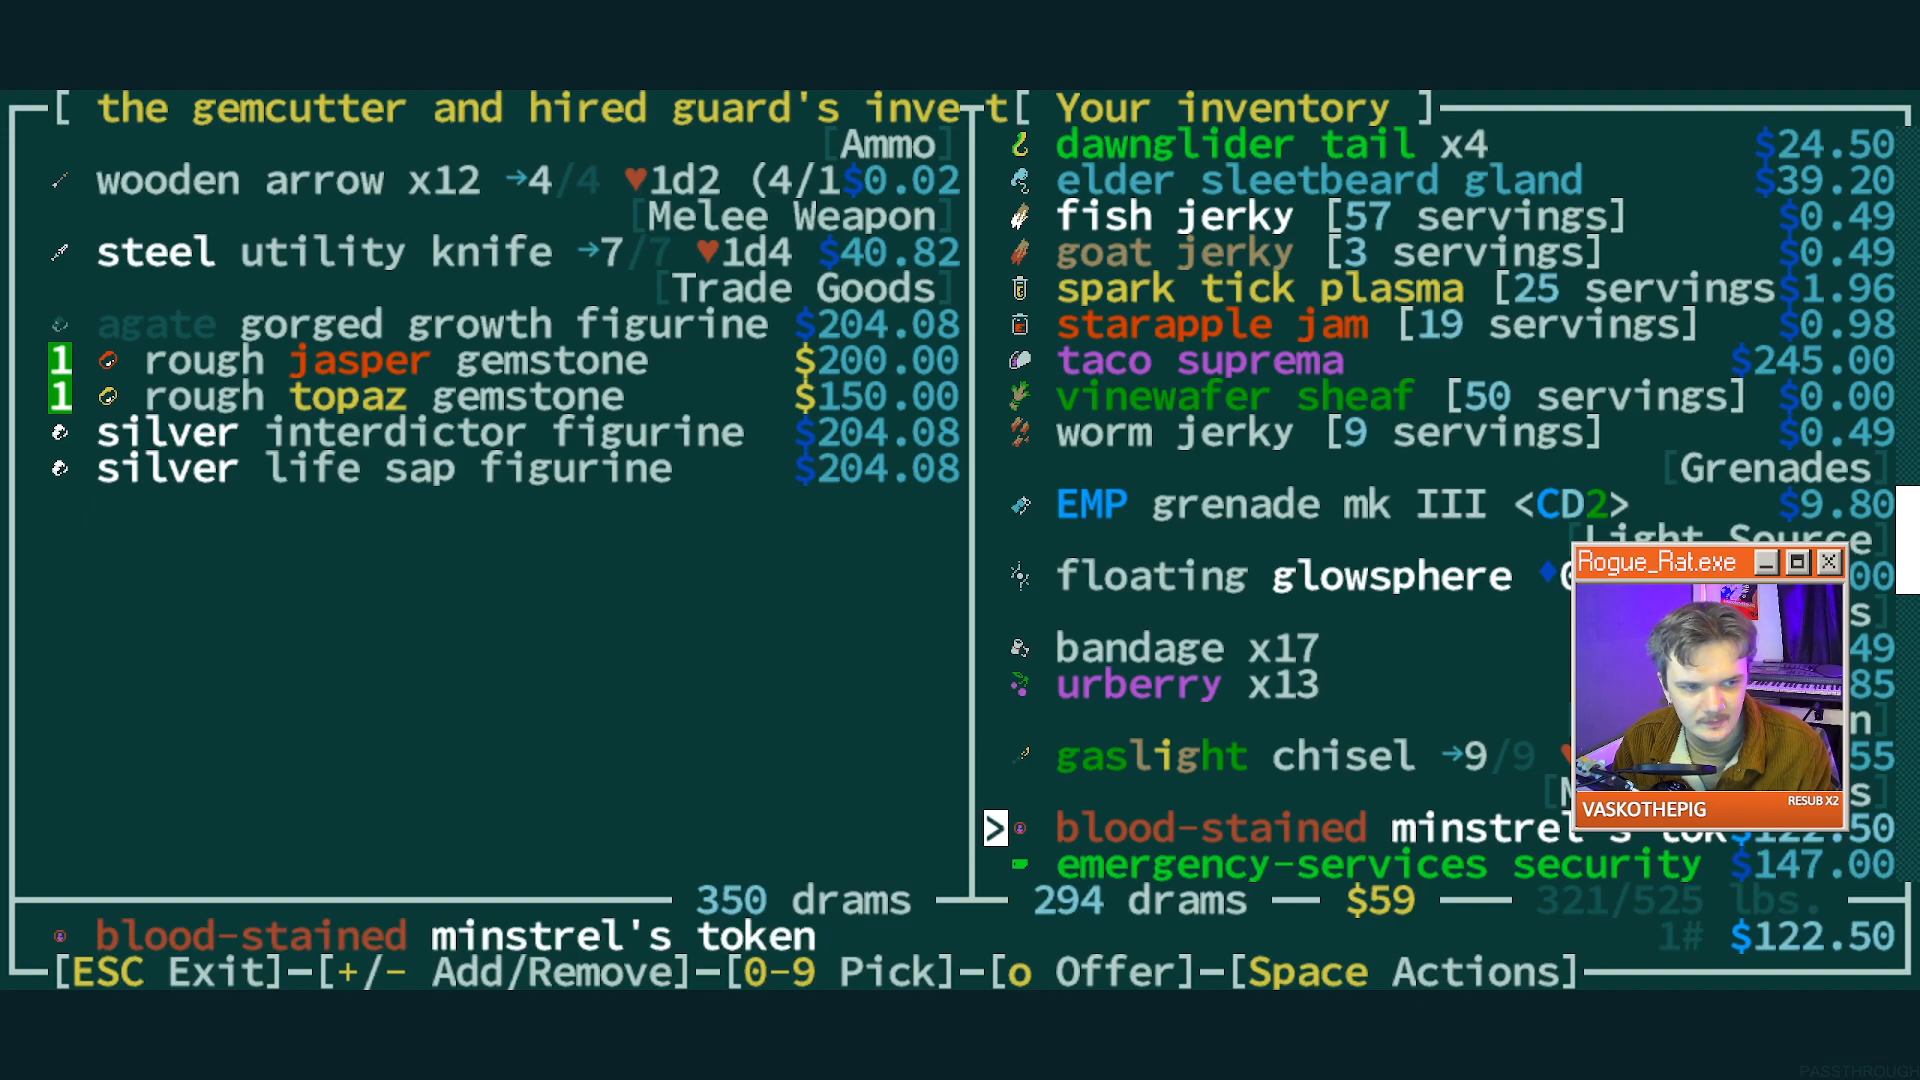 [ the gemcutter and hired guard's invent[ Your inventory ]
[Ammo]
wooden arrow x12 →4/4 ♥1d2 (4/1$0.02
[Melee Weapon]
steel utility knife →7/7 ♥1d4 $40.82
[Trade Goods]
agate gorged growth figurine $204.08
1 rough jasper gemstone $200.00
1 rough topaz gemstone $150.00
silver interdictor figurine $204.08
silver life sap figurine $204.08
dawnglider tail x4 $24.50
elder sleetbeard gland $39.20
fish jerky [57 servings] $0.49
goat jerky [3 servings] $0.49
spark tick plasma [25 servings$1.96
starapple jam [19 servings] $0.98
taco suprema $245.00
vinewafer sheaf [50 servings] $0.00
worm jerky [9 servings] $0.49
[Grenades]
EMP grenade mk III <CD2> $9.80
[Light Source]
floating glowsphere
bandage x17
urberry x13
gaslight chisel →9/9
> blood-stained minstrel's tok$122.50
emergency-services security $147.00
Rogue_Rat.exe
VASKOTHEPIG RESUB X2
350 drams 294 drams $59 321/525 lbs.
blood-stained minstrel's token 1# $122.50
[ESC Exit]-[+/- Add/Remove]-[0-9 Pick]-[o Offer]-[Space Actions]
PASSTHROUGH